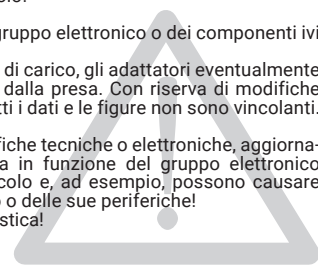 gruppo elettronico o dei componenti ivi
di carico, gli adattatori eventualmente
dalla presa. Con riserva di modifiche
tti i dati e le figure non sono vincolanti.
fiche tecniche o elettroniche, aggiorna-
a in funzione del gruppo elettronico
colo e, ad esempio, possono causare
o delle sue periferiche!
stica!